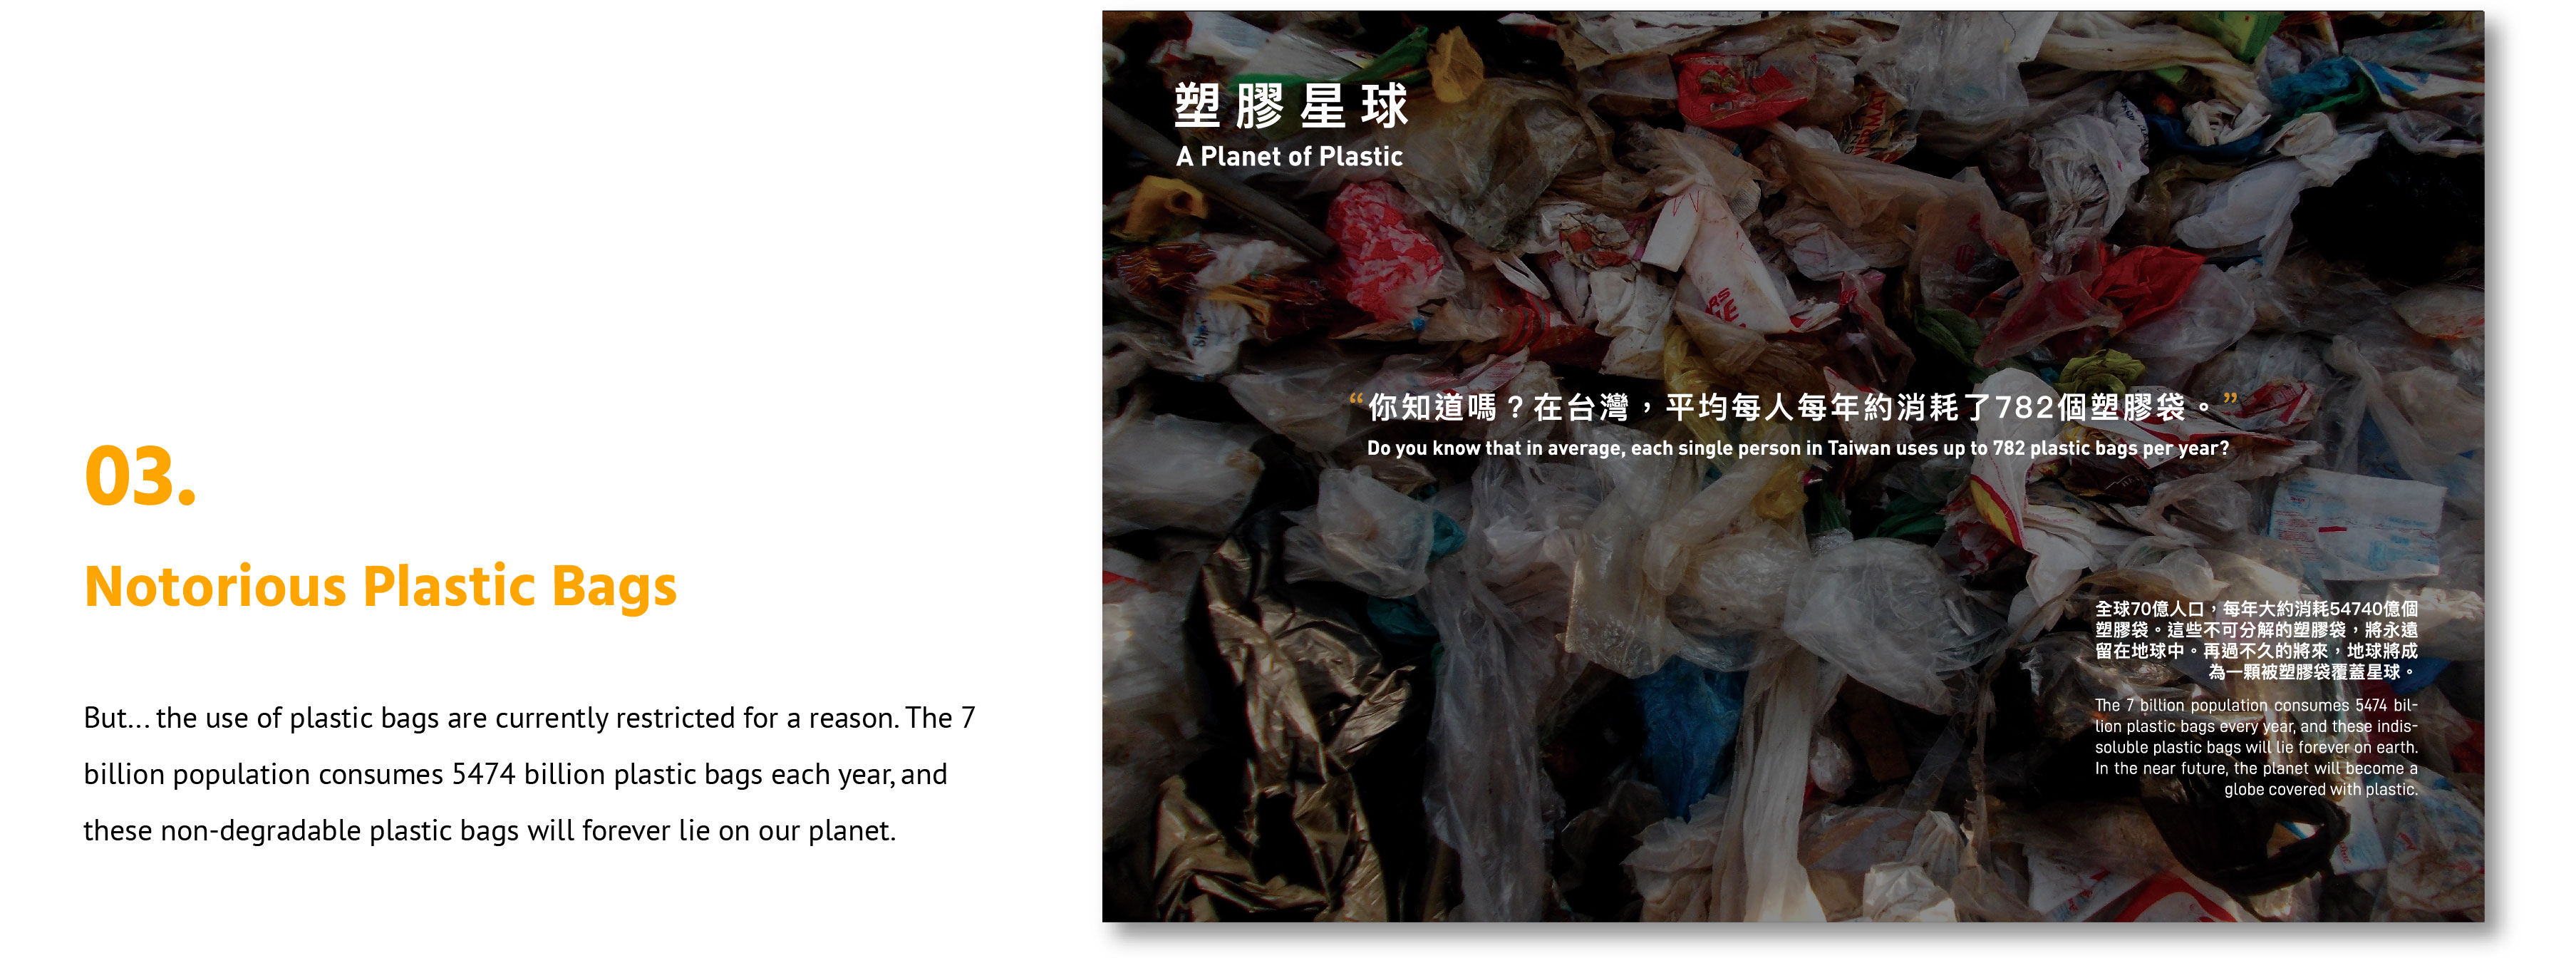 03.
Notorious Plastic Bags
But... the use of plastic bags are currently restricted for a reason. The 7
billion population consumes 5474 billion plastic bags each year, and
these non-degradable plastic bags will forever lie on our planet.
塑膠星球
A Planet of Plastic
“你知道嗎？在台灣，平均每人每年約消耗了782個塑膠袋。”
Do you know that in average, each single person in Taiwan uses up to 782 plastic bags per year?
全球70億人口，每年大約消耗54740億個
塑膠袋。這些不可分解的塑膠袋，將永遠
留在地球中。再過不久的將來，地球將成
為一顆被塑膠袋覆蓋星球。
The 7 billion population consumes 5474 bil-
lion plastic bags every year, and these indis-
soluble plastic bags will lie forever on earth.
In the near future, the planet will become a
globe covered with plastic.